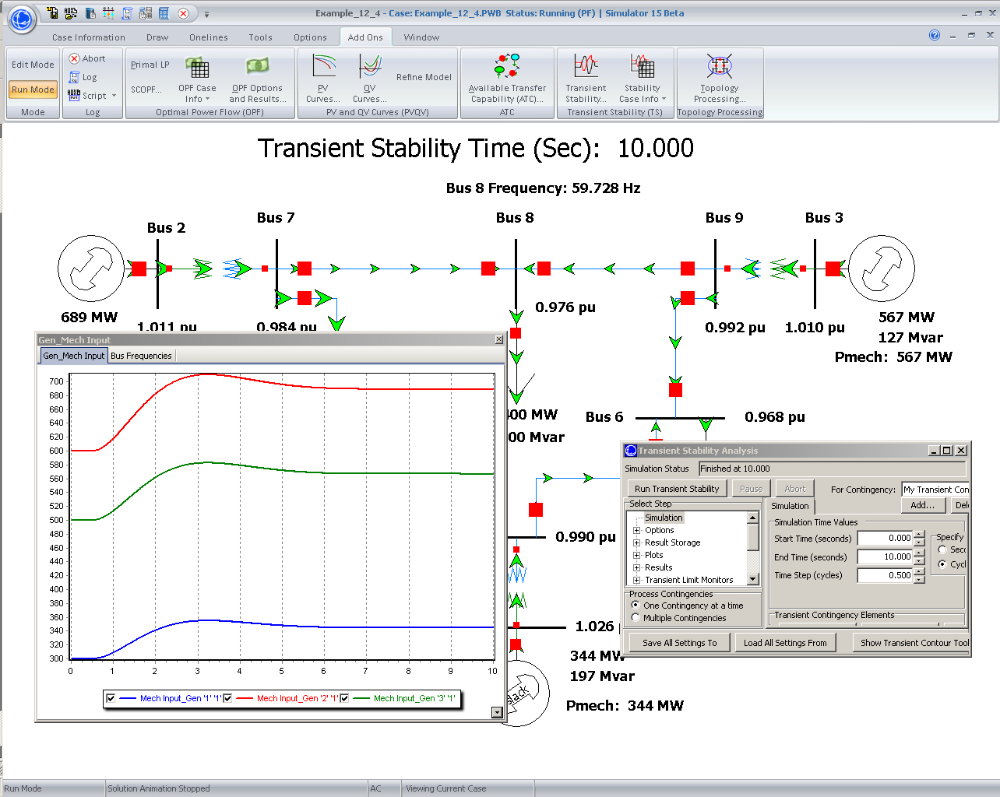 Example_12_4 - Case: Example_12_4.PWB Status: Running (PF) | Simulator 15 Beta
Case Information Draw Onelines Tools Options Add Ons Window
Edit Mode
Run Mode
Mode
Abort
Log
Script
Log
Primal LP
SCOPF...
OPF Case
Info
OPF Options
and Results...
Optimal Power Flow (OPF)
PV
Curves...
QV
Curves...
Refine Model
PV and QV Curves (PVQV)
Available Transfer
Capability (ATC)...
ATC
Transient
Stability...
Stability
Case Info
Transient Stability (TS)
Topology
Processing...
Topology Processing
Transient Stability Time (Sec): 10.000
Bus 8 Frequency: 59.728 Hz
Bus 2
Bus 7
Bus 8
Bus 9
Bus 3
689 MW
1.011 pu
0.984 pu
0.976 pu
0.992 pu
1.010 pu
567 MW
127 Mvar
Pmech: 567 MW
400 MW
00 Mvar
Bus 6
0.968 pu
0.990 pu
1.026
344 MW
197 Mvar
Pmech: 344 MW
slack
Gen_Mech Input
Gen_Mech Input Bus Frequencies
700
680
660
640
620
600
580
560
540
520
500
480
460
440
420
400
380
360
340
320
300
0 1 2 3 4 5 6 7 8 9 10
Mech Input_Gen '1' '1' Mech Input_Gen '2' '1' Mech Input_Gen '3' '1'
Transient Stability Analysis
Simulation Status Finished at 10.000
Run Transient Stability Pause Abort For Contingency: My Transient Con
Add... Del
Select Step
Simulation
Options
Result Storage
Plots
Results
Transient Limit Monitors
Process Contingencies
One Contingency at a time
Multiple Contingencies
Simulation
Simulation Time Values
Start Time (seconds) 0.000
End Time (seconds) 10.000
Time Step (cycles) 0.500
Specify
Sec
Cycl
Transient Contingency Elements
Save All Settings To Load All Settings From Show Transient Contour Tool
Run Mode Solution Animation Stopped AC Viewing Current Case